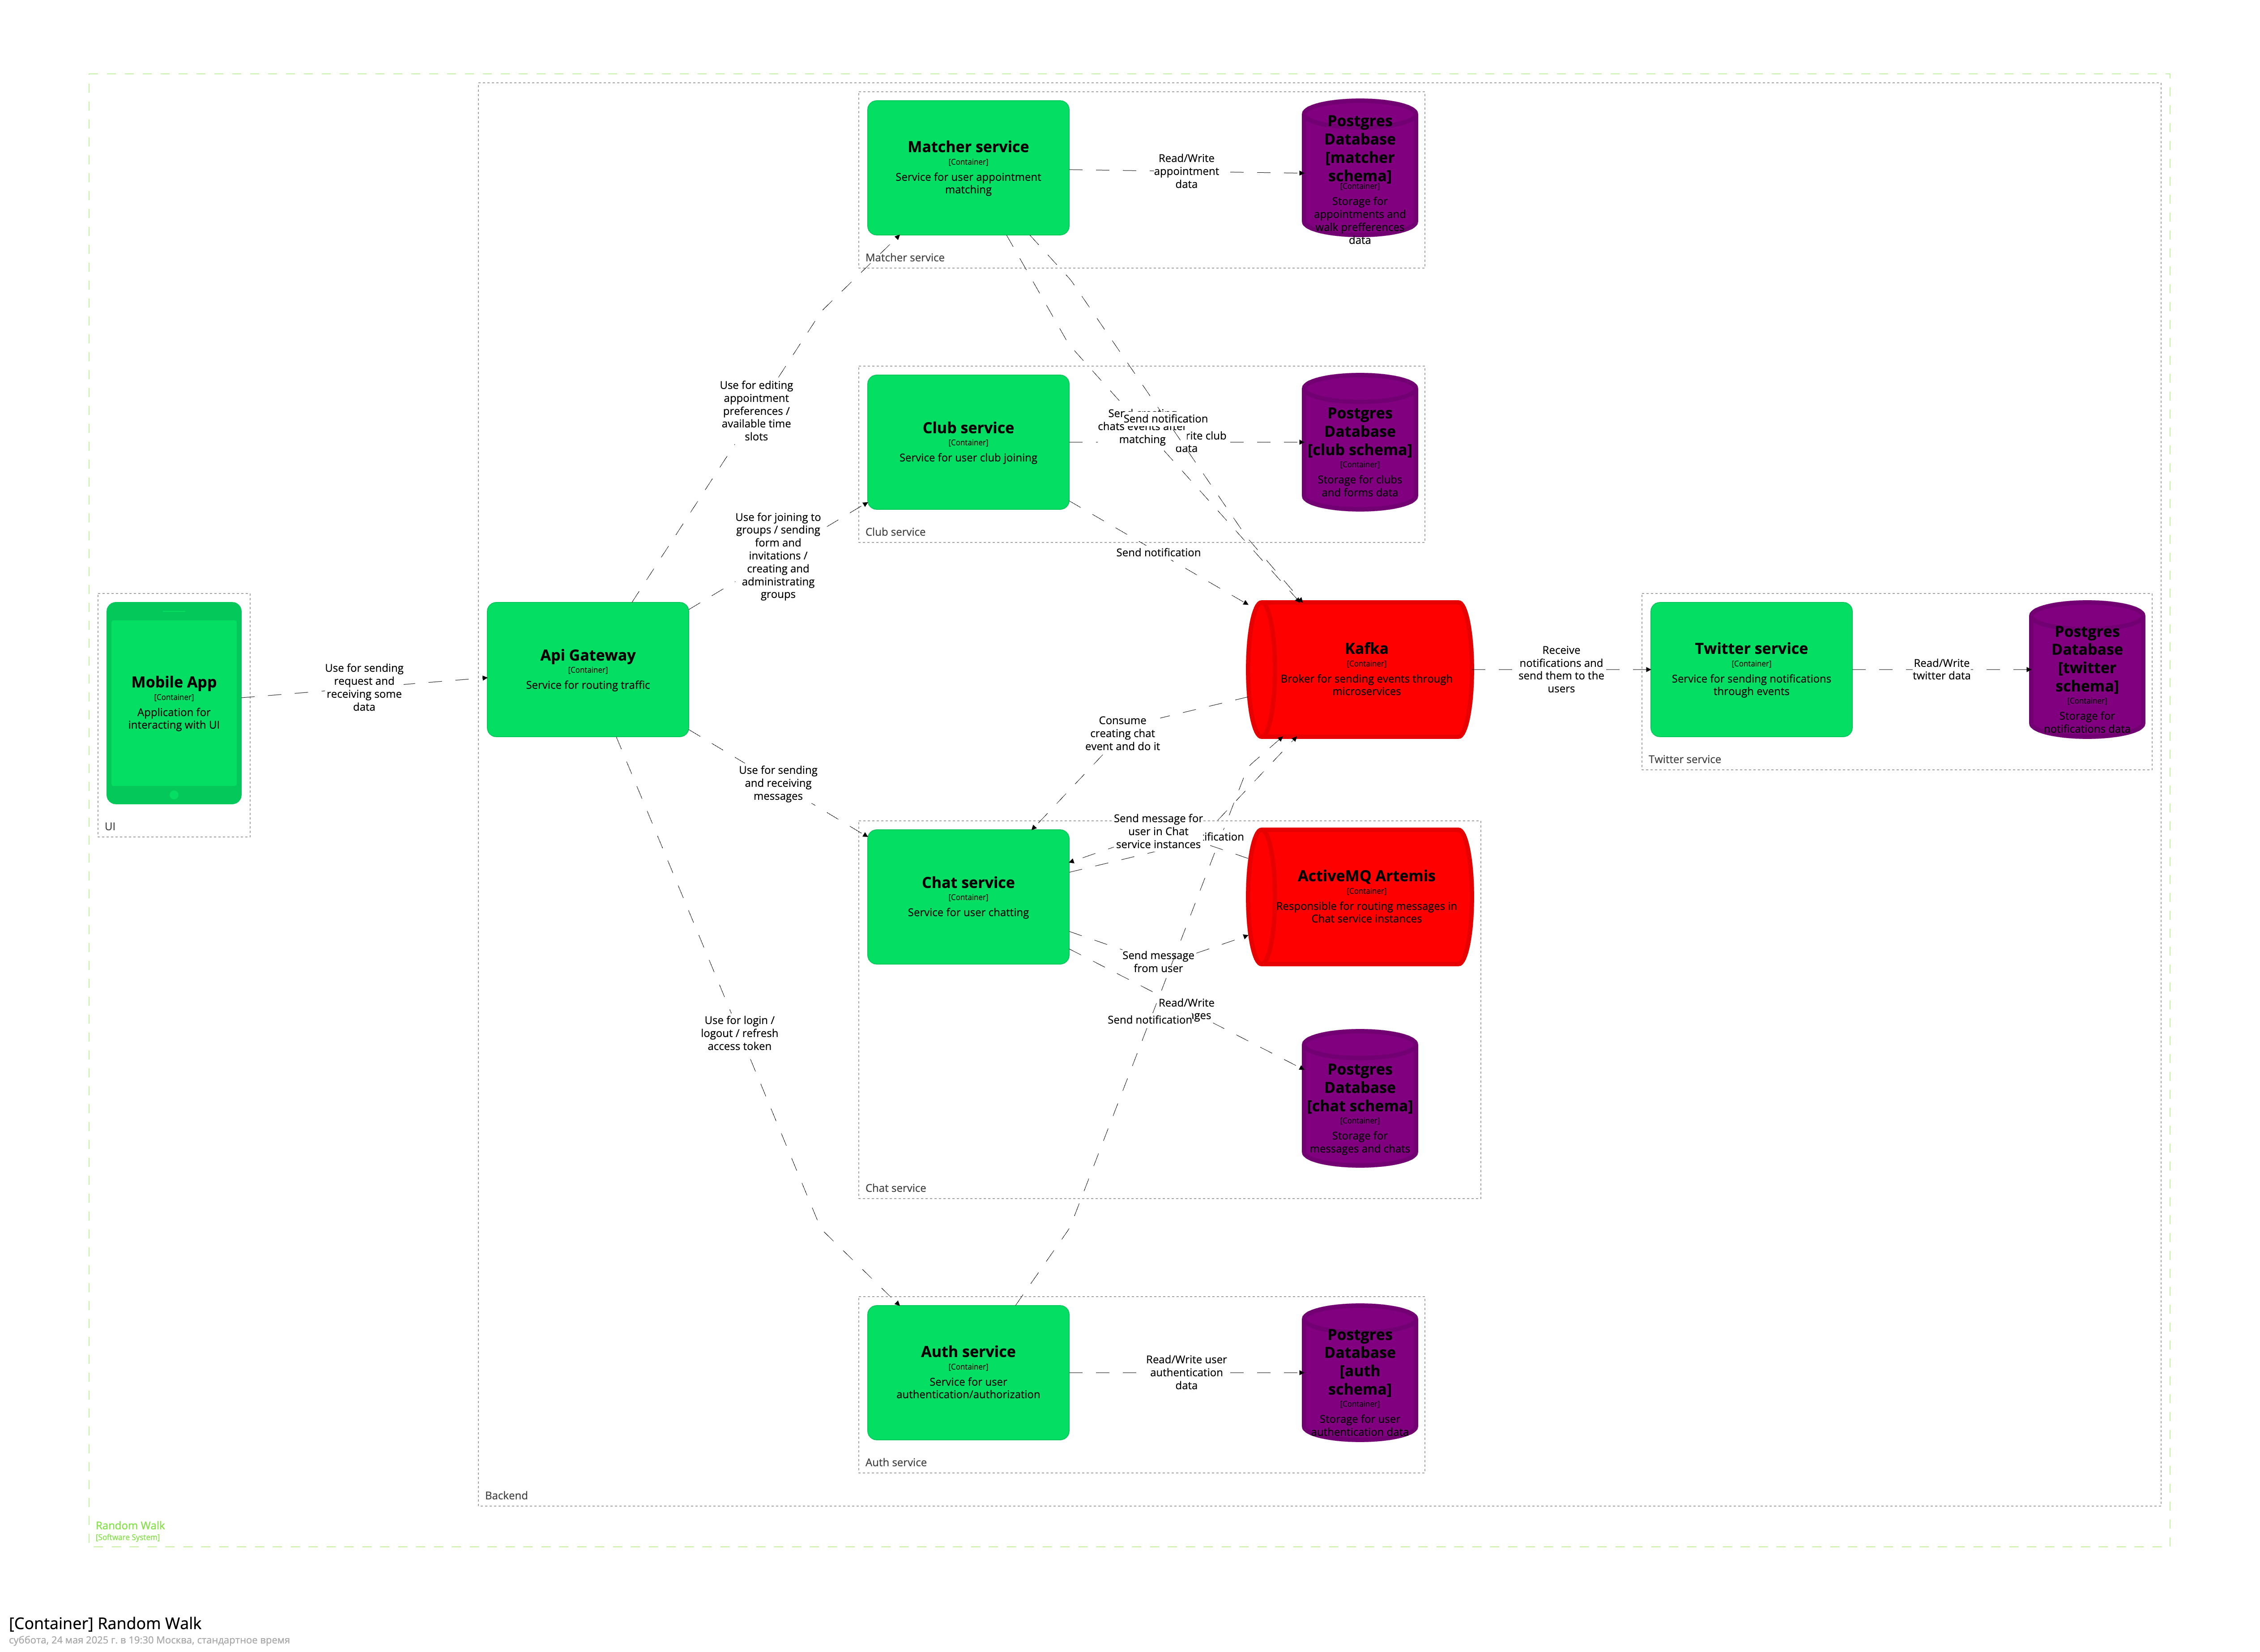 Matcher service
[Container]
Service for user appointment
matching
Read/Write
appointment
data
Postgres
Database
[matcher
schema]
[Container]
Storage for
appointments and
walk prefferences
data
Matcher service
Use for editing
appointment
preferences /
available time
slots
Club service
[Container]
Service for user club joining
Send notification
chats events after
matching
club
data
Postgres
Database
[club schema]
[Container]
Storage for clubs
and forms data
Club service
Use for joining to
groups / sending
form and
invitations /
creating and
administrating
groups
Send notification
Mobile App
[Container]
Application for
interacting with UI
UI
Use for sending
request and
receiving some
data
Api Gateway
[Container]
Service for routing traffic
Kafka
[Container]
Broker for sending events through
microservices
Receive
notifications and
send them to the
users
Twitter service
[Container]
Service for sending notifications
through events
Read/Write
twitter data
Postgres
Database
[twitter
schema]
[Container]
Storage for
notifications data
Twitter service
Consume
creating chat
event and do it
Use for sending
and receiving
messages
Send message for
user in Chat
service instances
Chat service
[Container]
Service for user chatting
ActiveMQ Artemis
[Container]
Responsible for routing messages in
Chat service instances
Send message
from user
Read/Write
Send notification
Postgres
Database
[chat schema]
[Container]
Storage for
messages and chats
Chat service
Use for login /
logout / refresh
access token
Auth service
[Container]
Service for user
authentication/authorization
Read/Write user
authentication
data
Postgres
Database
[auth
schema]
[Container]
Storage for user
authentication data
Auth service
Backend
Random Walk
[Software System]
[Container] Random Walk
суббота, 24 мая 2025 г. в 19:30 Москва, стандартное время